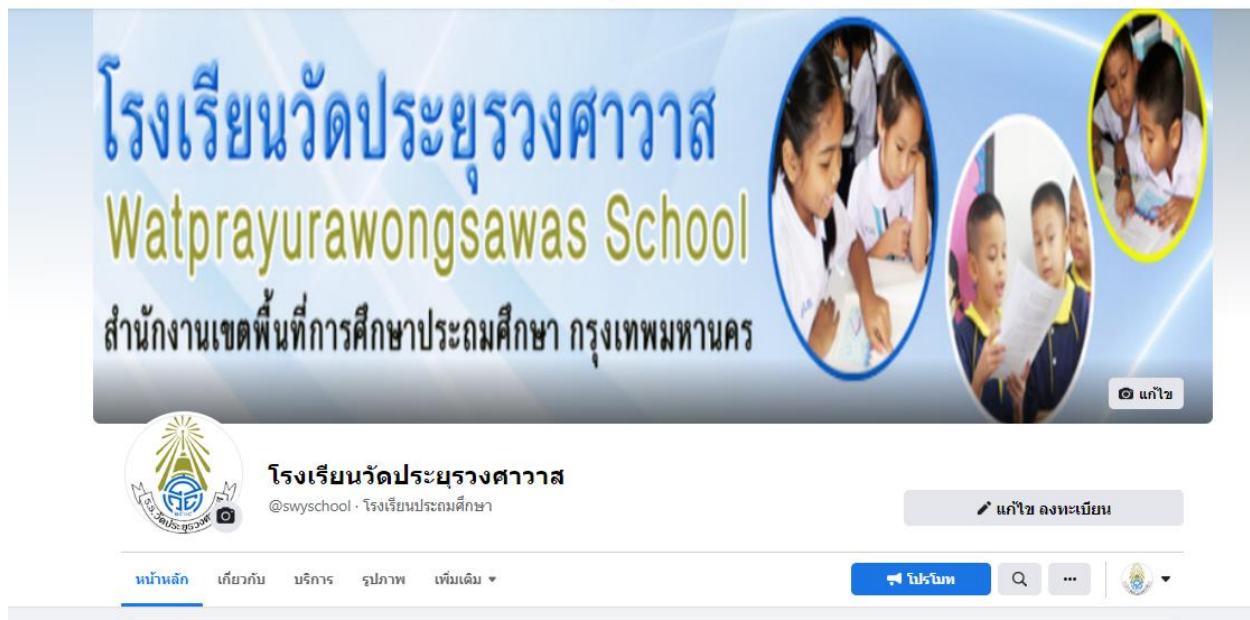 โรงเรียนวัดประยุรวงศาวาส
Watprayurawongsawas School
สำนักงานเขตพื้นที่การศึกษาประถมศึกษา กรุงเทพมหานคร
แก้ไข
โรงเรียนวัดประยุรวงศาวาส
@swyschool · โรงเรียนประถมศึกษา
แก้ไข ลงทะเบียน
หน้าหลัก เกี่ยวกับ บริการ รูปภาพ เพิ่มเติม โปรโมท